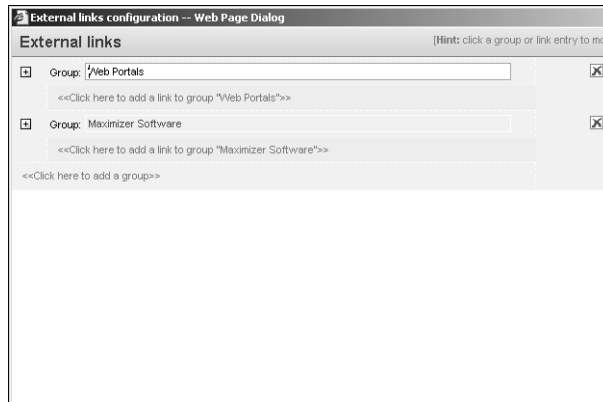 External links configuration -- Web Page Dialog
External links
[Hint: click a group or link entry to mo
Group: Web Portals
<<Click here to add a link to group "Web Portals">>
Group: Maximizer Software
<<Click here to add a link to group "Maximizer Software">>
<<Click here to add a group>>